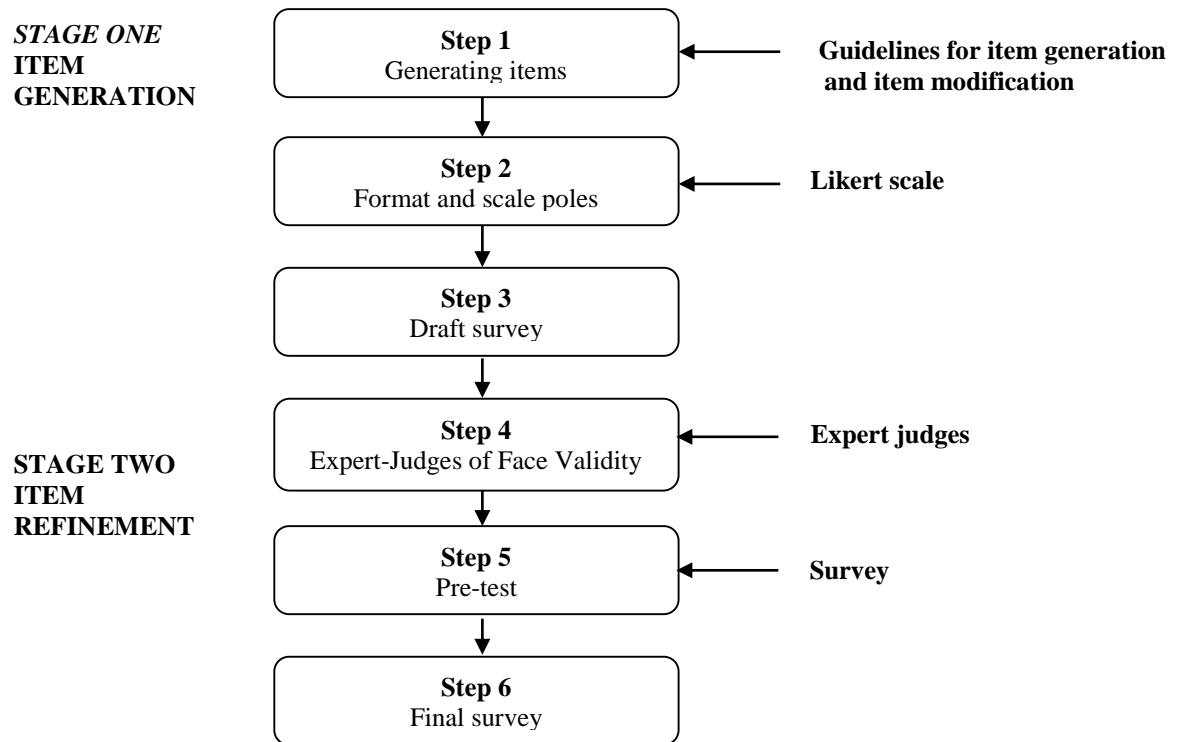 STAGE ONE
ITEM
GENERATION
Step 1
Generating items
Guidelines for item generation
and item modification
Step 2
Format and scale poles
Likert scale
Step 3
Draft survey
STAGE TWO
ITEM
REFINEMENT
Step 4
Expert-Judges of Face Validity
Expert judges
Step 5
Pre-test
Survey
Step 6
Final survey